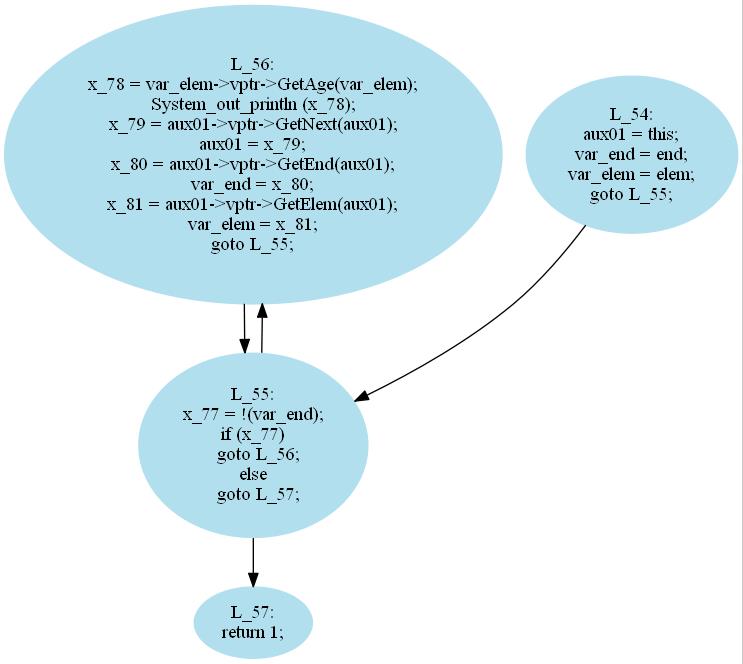 L_56:
x_78 = var_elem->vptr->GetAge(var_elem);
System_out_println (x_78);
x_79 = aux01->vptr->GetNext(aux01);
aux01 = x_79;
x_80 = aux01->vptr->GetEnd(aux01);
var_end = x_80;
x_81 = aux01->vptr->GetElem(aux01);
var_elem = x_81;
goto L_55;
L_54:
aux01 = this;
var_end = end;
var_elem = elem;
goto L_55;
L_55:
x_77 = !(var_end);
if (x_77)
goto L_56;
else
goto L_57;
L_57:
return 1;